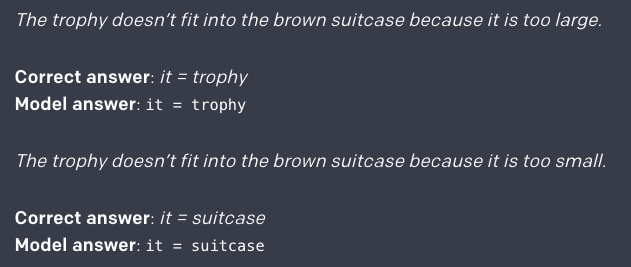 The trophy doesn’t fit into the brown suitcase because it is too large.
Correct answer: it = trophy
Model answer: it = trophy
The trophy doesn’t fit into the brown suitcase because it is too small.
Correct answer: it = suitcase
Model answer: it = suitcase